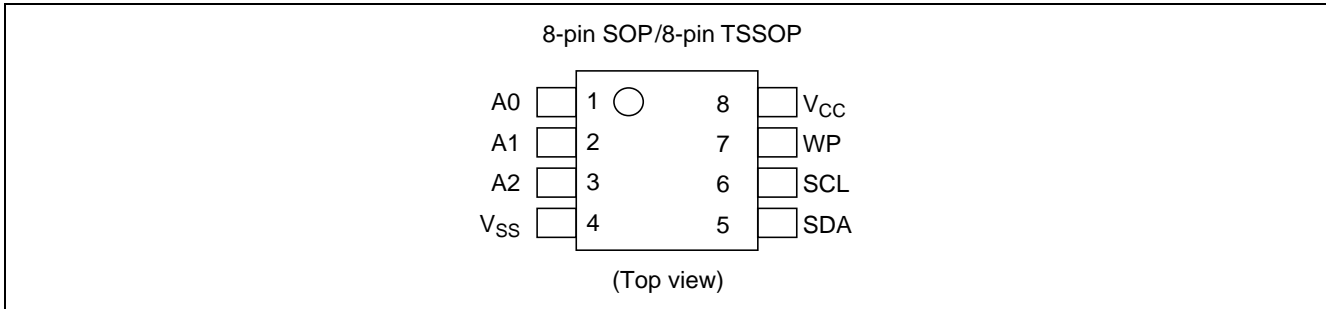 8-pin SOP/8-pin TSSOP
A0 1 8 VCC
A1 2 7 WP
A2 3 6 SCL
VSS 4 5 SDA
(Top view)